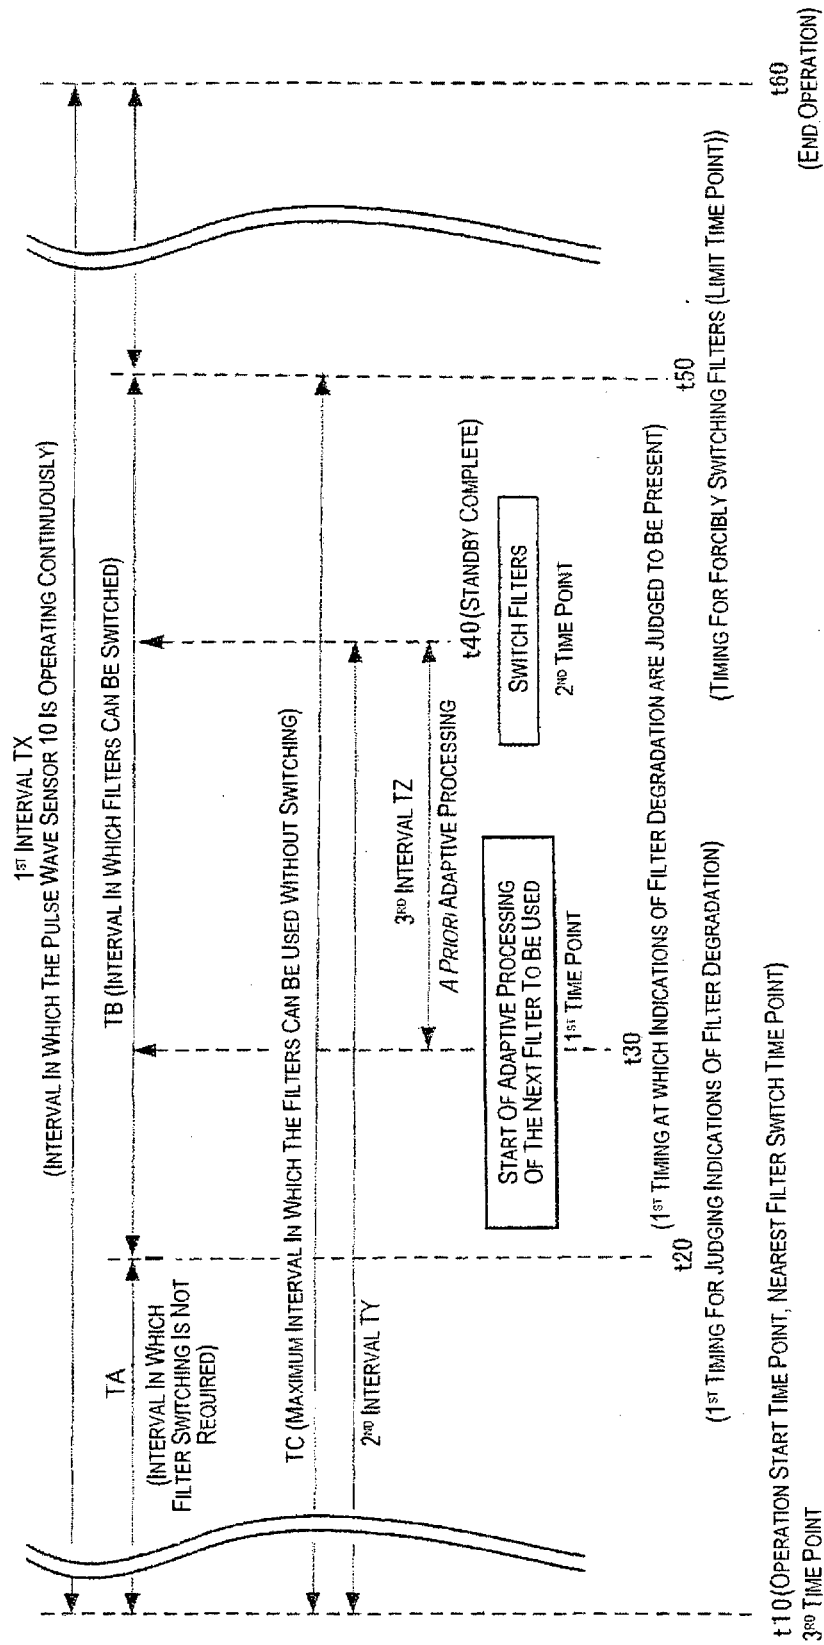 1ST INTERVAL TX
(INTERVAL IN WHICH THE PULSE WAVE SENSOR 10 IS OPERATING CONTINUOUSLY)
TA
(INTERVAL IN WHICH
FILTER SWITCHING IS NOT
REQUIRED)
TB (INTERVAL IN WHICH FILTERS CAN BE SWITCHED)
TC (MAXIMUM INTERVAL IN WHICH THE FILTERS CAN BE USED WITHOUT SWITCHING)
2ND INTERVAL TY
3RD INTERVAL TZ
A PRIORI ADAPTIVE PROCESSING
t40 (STANDBY COMPLETE)
START OF ADAPTIVE PROCESSING
OF THE NEXT FILTER TO BE USED
SWITCH FILTERS
1ST TIME POINT
2ND TIME POINT
t30
(1ST TIMING AT WHICH INDICATIONS OF FILTER DEGRADATION ARE JUDGED TO BE PRESENT)
t20
(1ST TIMING FOR JUDGING INDICATIONS OF FILTER DEGRADATION)
t50
(TIMING FOR FORCIBLY SWITCHING FILTERS (LIMIT TIME POINT))
t10 (OPERATION START TIME POINT, NEAREST FILTER SWITCH TIME POINT)
3RD TIME POINT
t60
(END OPERATION)